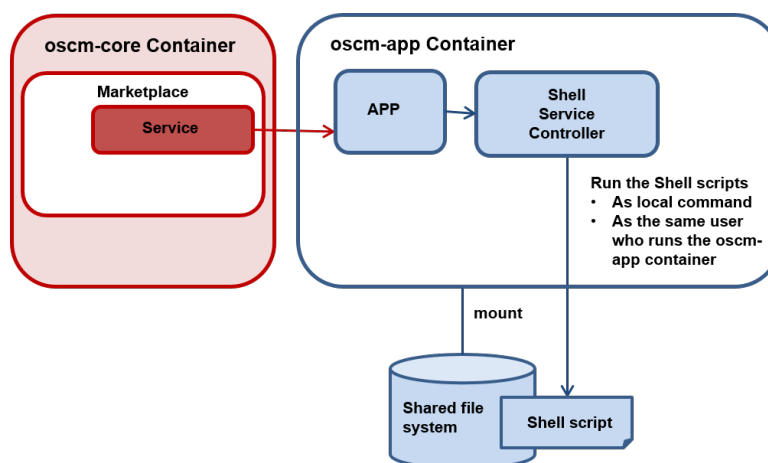 oscm-core Container
Marketplace
Service
oscm-app Container
APP
Shell
Service
Controller
Run the Shell scripts
• As local command
• As the same user
who runs the oscm-
app container
mount
Shared file
system
Shell script